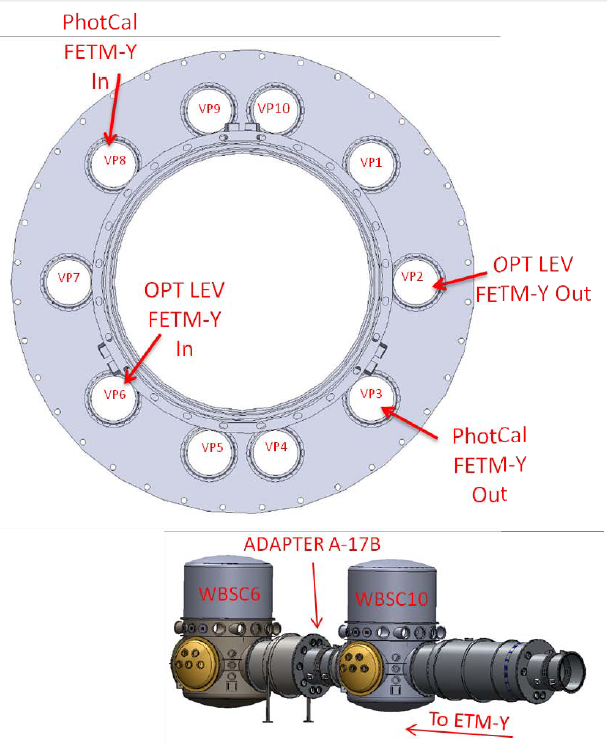 PhotCal
FETM-Y
In
VP9
VP10
VP8
VP1
VP7
VP2
OPT LEV
FETM-Y Out
OPT LEV
FETM-Y
In
VP6
VP3
VP5
VP4
PhotCal
FETM-Y
Out
ADAPTER A-17B
WBSC6
WBSC10
To ETM-Y